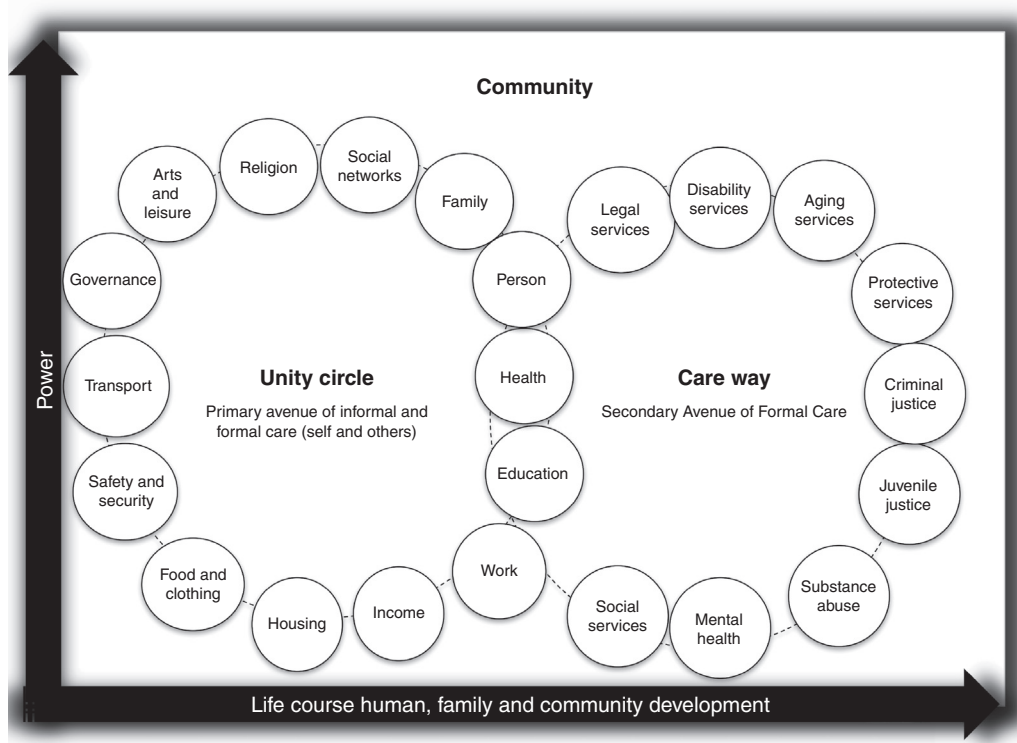 Community
Arts
and
leisure
Religion
Social
networks
Family
Person
Legal
services
Disability
services
Aging
services
Protective
services
Governance
Transport
Safety and
security
Food and
clothing
Housing
Income
Work
Education
Health
Criminal
justice
Juvenile
justice
Substance
abuse
Mental
health
Social
services
Unity circle
Primary avenue of informal and
formal care (self and others)
Care way
Secondary Avenue of Formal Care
Power
Life course human, family and community development